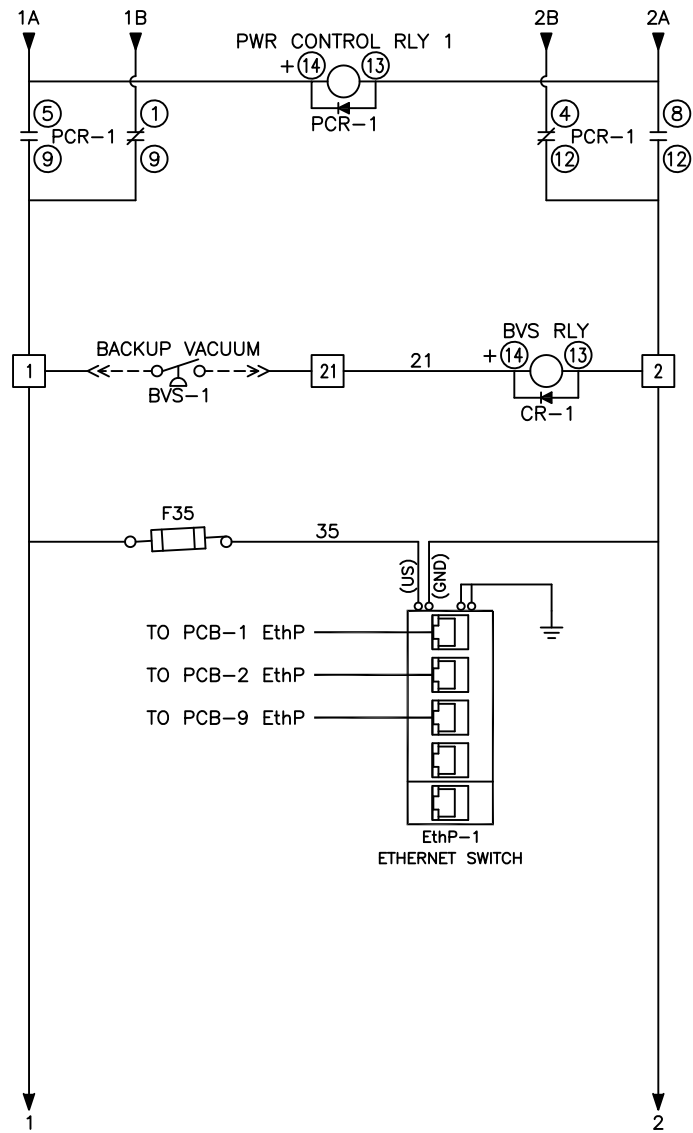 1A 1B 2B 2A
PWR CONTROL RLY 1
+ 14 13
PCR-1
5 1 4 8
PCR-1 PCR-1
9 9 12 12
BACKUP VACUUM
BVS RLY
+ 14 13
1 21 21 2
BVS-1
CR-1
F35
35
(US) (GND)
TO PCB-1 EthP
TO PCB-2 EthP
TO PCB-9 EthP
EthP-1
ETHERNET SWITCH
1 2